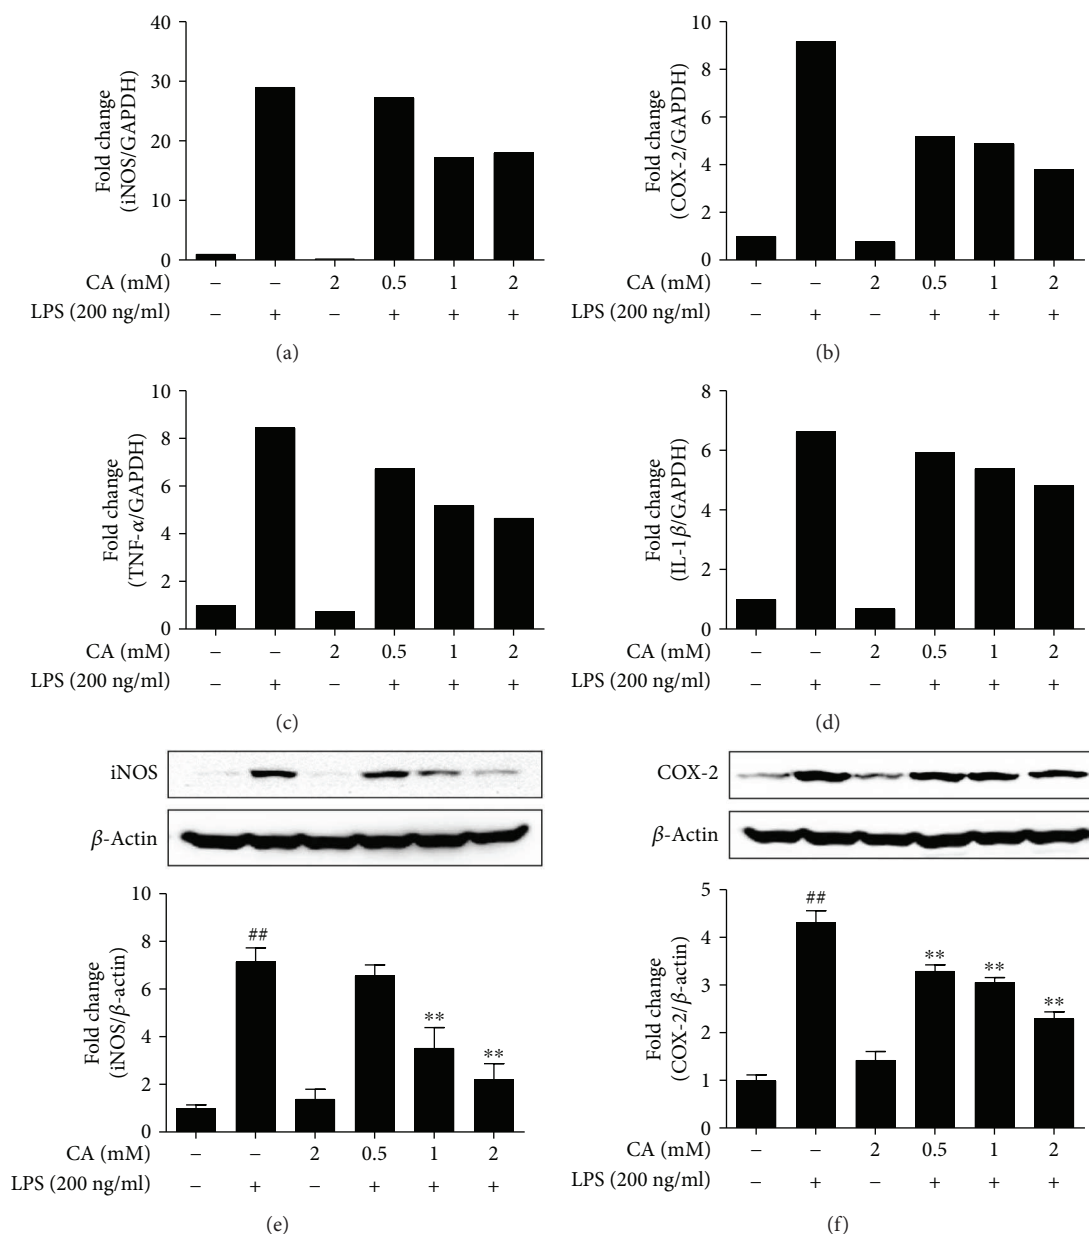 40
30
20
10
0
Fold change
(iNOS/GAPDH)
CA (mM) – – 2 0.5 1 2
LPS (200 ng/ml) – + – + + +
(a)
10
8
6
4
2
0
Fold change
(COX-2/GAPDH)
CA (mM) – – 2 0.5 1 2
LPS (200 ng/ml) – + – + + +
(b)
10
8
6
4
2
0
Fold change
(TNF-α/GAPDH)
CA (mM) – – 2 0.5 1 2
LPS (200 ng/ml) – + – + + +
(c)
8
6
4
2
0
Fold change
(IL-1β/GAPDH)
CA (mM) – – 2 0.5 1 2
LPS (200 ng/ml) – + – + + +
(d)
iNOS
β-Actin
10
8
6
4
2
0
Fold change
(iNOS/β-actin)
##
**
**
CA (mM) – – 2 0.5 1 2
LPS (200 ng/ml) – + – + + +
(e)
COX-2
β-Actin
5
4
3
2
1
0
Fold change
(COX-2/β-actin)
##
**
**
**
CA (mM) – – 2 0.5 1 2
LPS (200 ng/ml) – + – + + +
(f)